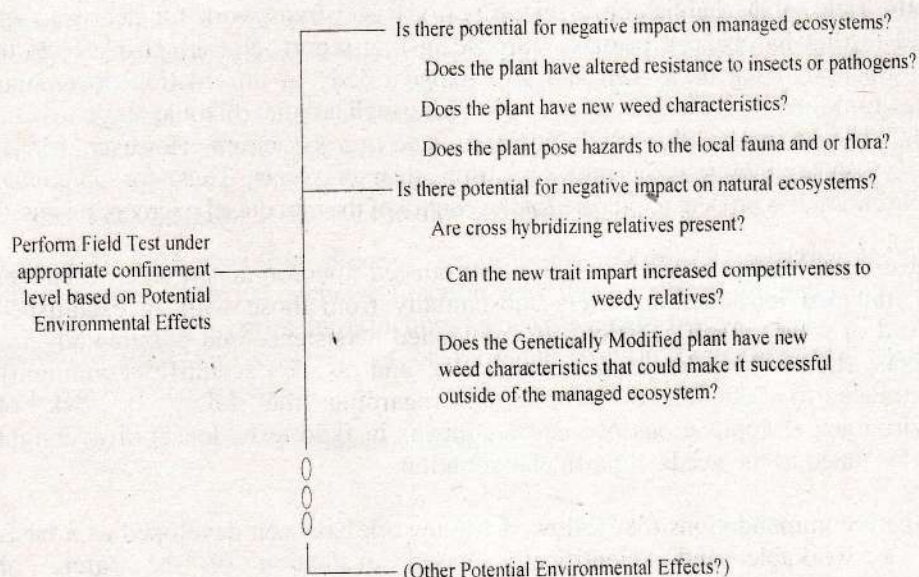 Is there potential for negative impact on managed ecosystems?
Does the plant have altered resistance to insects or pathogens?
Does the plant have new weed characteristics?
Does the plant pose hazards to the local fauna and or flora?
Is there potential for negative impact on natural ecosystems?
Are cross hybridizing relatives present?
Perform Field Test under
appropriate confinement
level based on Potential
Environmental Effects
Can the new trait impart increased competitiveness to
weedy relatives?
Does the Genetically Modified plant have new
weed characteristics that could make it successful
outside of the managed ecosystem?
(Other Potential Environmental Effects?)